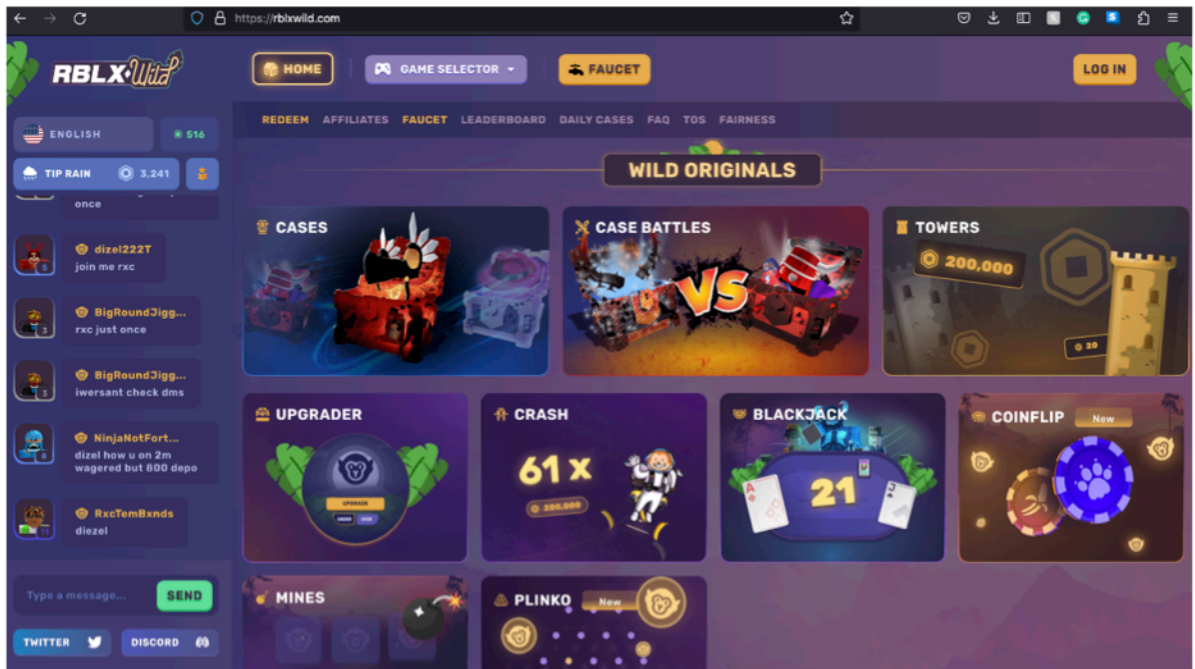 https://rblxwild.com
RBLX Wild
HOME
GAME SELECTOR
FAUCET
LOG IN
ENGLISH
516
REDEEM AFFILIATES FAUCET LEADERBOARD DAILY CASES FAQ TOS FAIRNESS
TIP RAIN 3,241
WILD ORIGINALS
once
dizel222T
join me rxc
BigRoundJigg...
rxc just once
BigRoundJigg...
iwersant check dms
NinjaNotFort...
dizel how u on 2m
wagered but 800 depo
RxcTemBxnds
diezel
Type a message...
SEND
TWITTER
DISCORD
CASES
CASE BATTLES
VS
TOWERS
200,000
20
UPGRADER
UPGRADE
UNDER
OVER
CRASH
61 x
200,000
BLACKJACK
21
A
J
COINFLIP
New
MINES
PLINKO
New